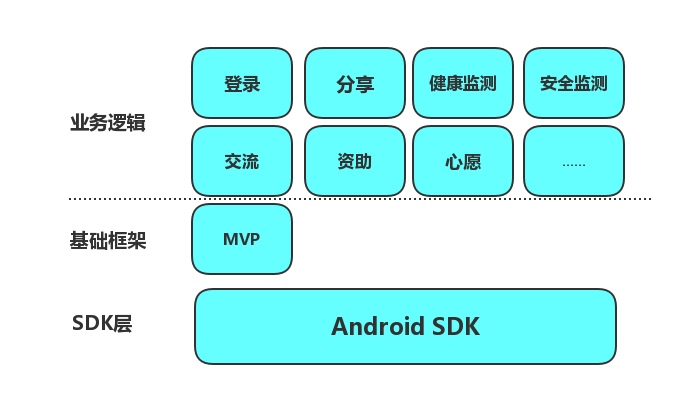 登录 分享 健康监测 安全监测
业务逻辑
交流 资助 心愿 ......
基础框架 MVP
SDK层 Android SDK